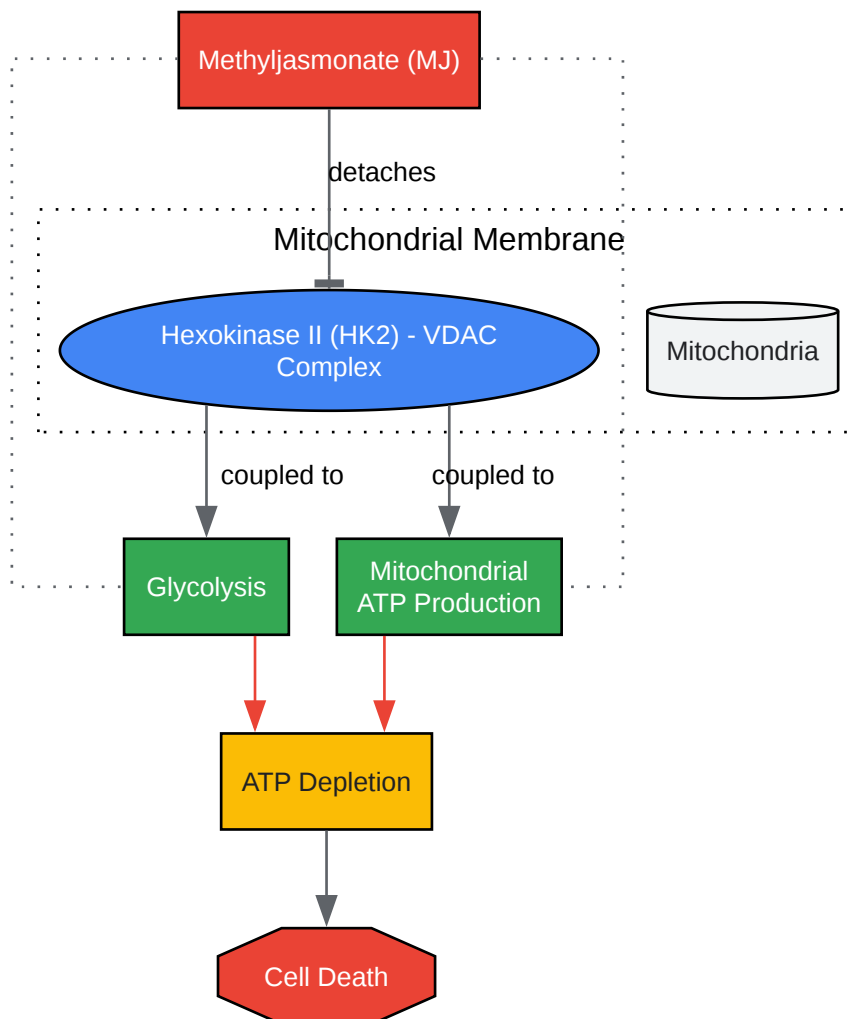 Methyljasmonate (MJ)
detaches
Mitochondrial Membrane
Hexokinase II (HK2) - VDAC
Complex
Mitochondria
coupled to
coupled to
Glycolysis
Mitochondrial
ATP Production
ATP Depletion
Cell Death